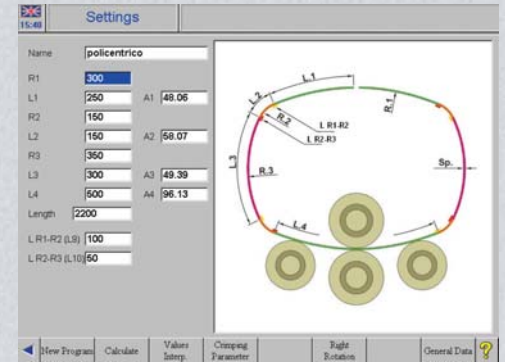 Settings
15:40
Name policentrico
R1 300
L1 250 A1 48.06
R2 150
L2 150 A2 58.07
R3 350
L3 300 A3 49.39
L4 500 A4 96.13
Length 2200
L R1-R2 (L9) 100
L R2-R3 (L10) 50
L.1
L.2
R.1
R.2
L R1-R2
L R2-R3
L.3
R.3
Sp.
L.4
New Program Calculate Values Interp. Crimping Parameter Right Rotation General Data ?